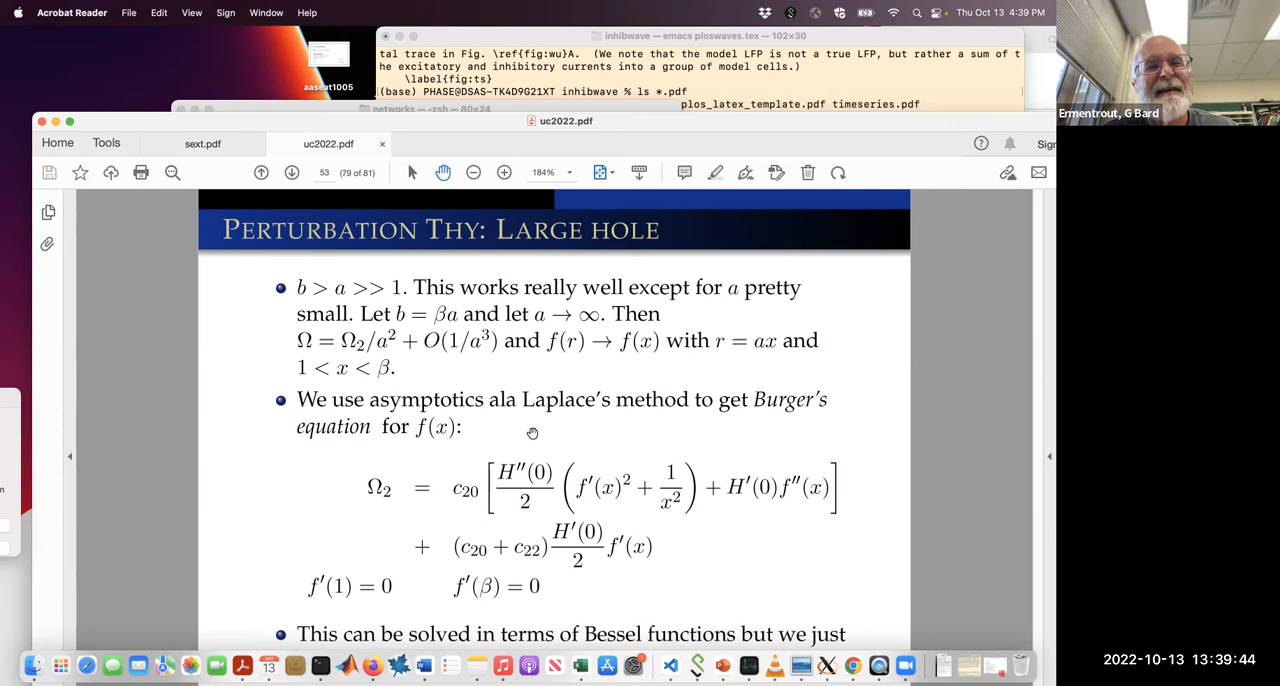 Acrobat Reader File Edit View Sign Window Help Thu Oct 13 4:39 PM
inhibwave — emacs ploswaves.tex — 102×30
tal trace in Fig. \ref{fig:wu}A. (We note that the model LFP is not a true LFP, but rather a sum of t
he excitatory and inhibitory currents into a group of model cells.)
\label{fig:ts}
(base) PHASE@DSAS-TK4D9G21XT inhibwave % ls *.pdf
plos_latex_template.pdf timeseries.pdf
aaseat1005
networks — -zsh — 80×24
Ermentrout, G Bard
uc2022.pdf
Home Tools sext.pdf uc2022.pdf × Sign
53 (79 of 81) 184%
PERTURBATION THY: LARGE HOLE
b > a >> 1. This works really well except for a pretty
small. Let b = βa and let a → ∞. Then
Ω = Ω₂/a² + O(1/a³) and f(r) → f(x) with r = ax and
1 < x < β.
We use asymptotics ala Laplace's method to get Burger's
equation for f(x):
Ω₂ = c₂₀ [ H′′(0)/2 ( f′(x)² + 1/x² ) + H′(0)f′′(x) ]
+ (c₂₀ + c₂₂) H′(0)/2 f′(x)
f′(1) = 0 f′(β) = 0
This can be solved in terms of Bessel functions but we just
OCT
13
2022-10-13 13:39:44